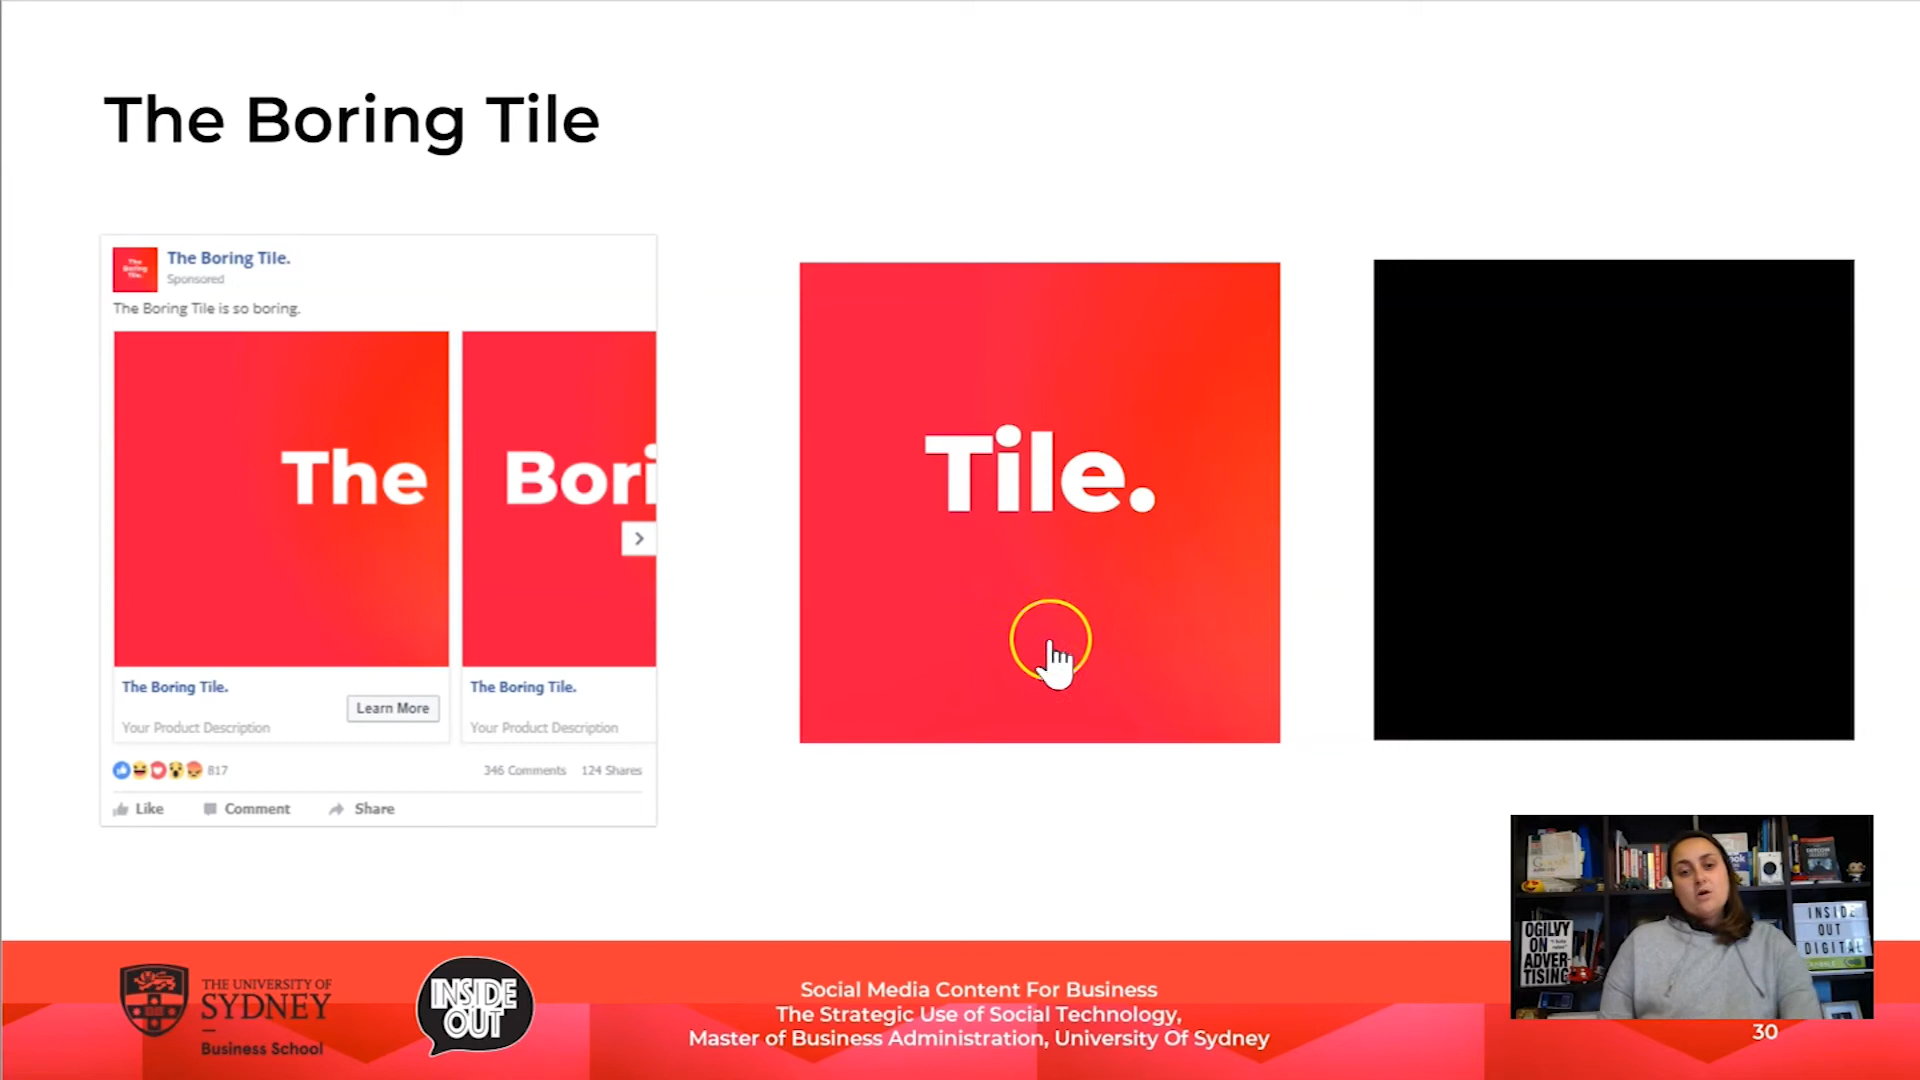 The Boring Tile
The
Boring
Tile.
The Boring Tile.
Sponsored
The Boring Tile is so boring.
The
Bori
The Boring Tile.
Learn More
Your Product Description
The Boring Tile.
Your Product Description
817
346 Comments
124 Shares
Like
Comment
Share
Tile.
OGILVY
ON
ADVER-
TISING
INSIDE
OUT
DIGITAL
THE UNIVERSITY OF
SYDNEY
Business School
INSIDE
OUT
Social Media Content For Business
The Strategic Use of Social Technology,
Master of Business Administration, University Of Sydney
30